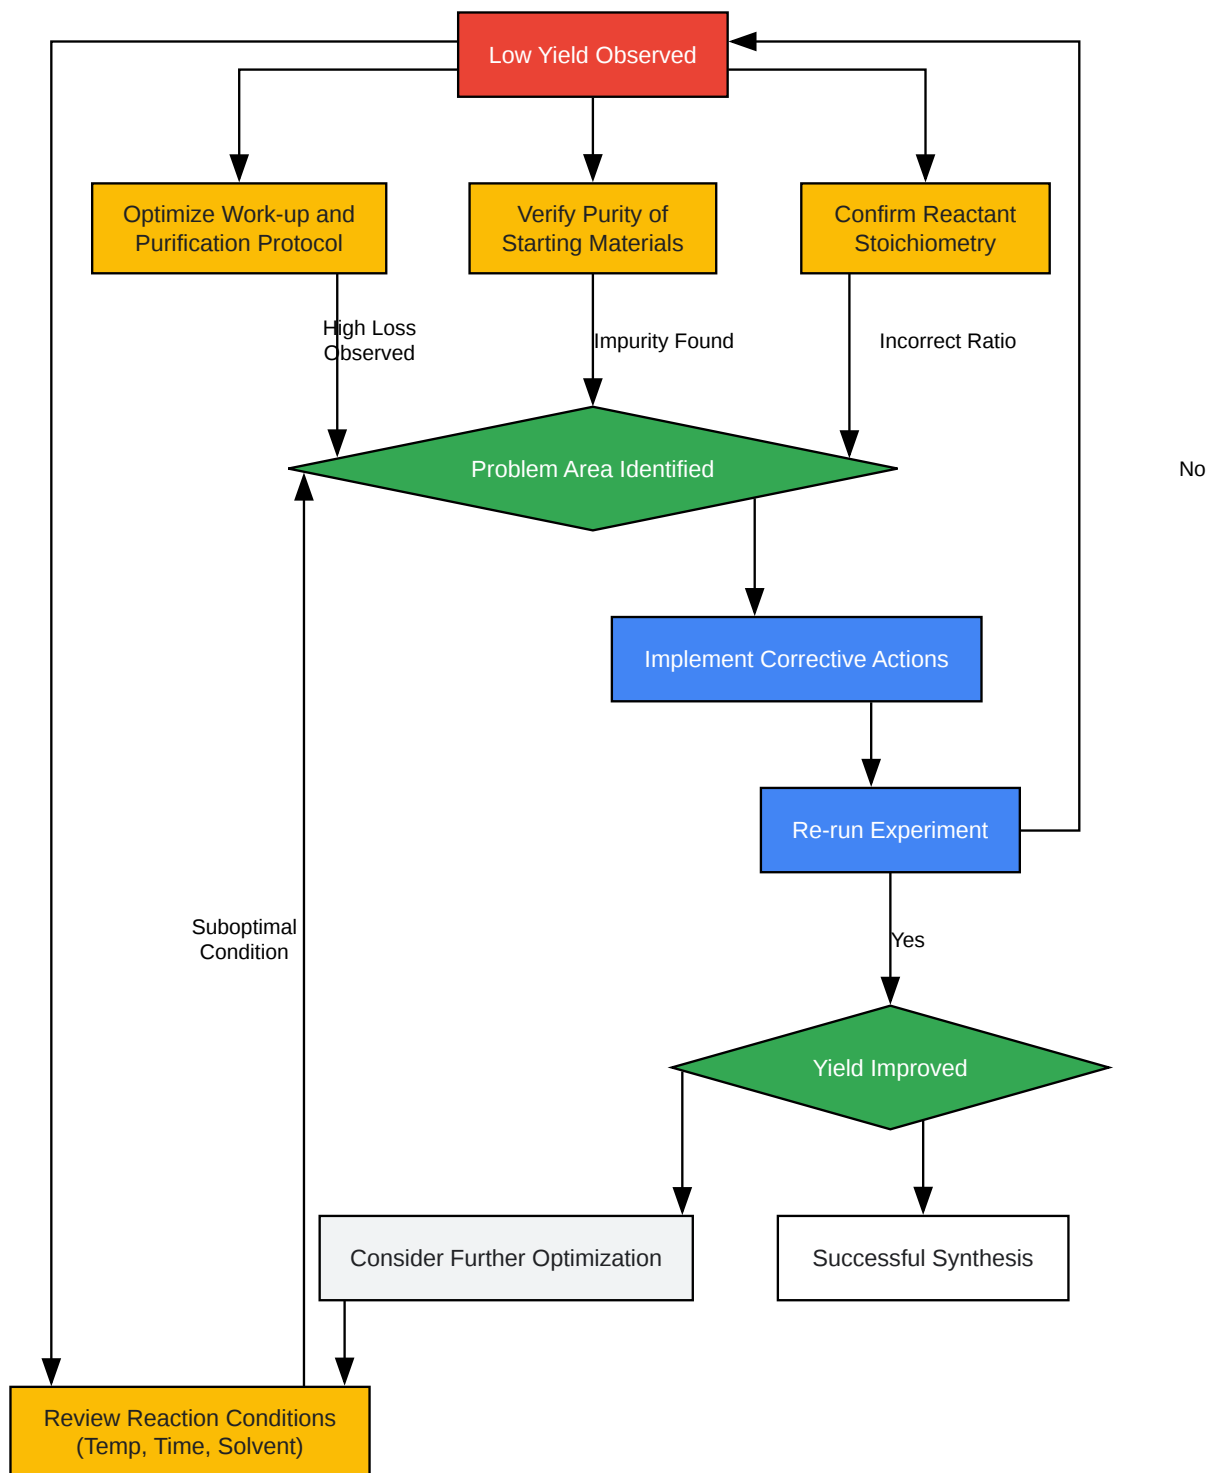 Low Yield Observed
Optimize Work-up and
Purification Protocol
Verify Purity of
Starting Materials
Confirm Reactant
Stoichiometry
High Loss
Observed
Impurity Found
Incorrect Ratio
Problem Area Identified
No
Implement Corrective Actions
Re-run Experiment
Suboptimal
Condition
Yes
Yield Improved
Consider Further Optimization
Successful Synthesis
Review Reaction Conditions
(Temp, Time, Solvent)